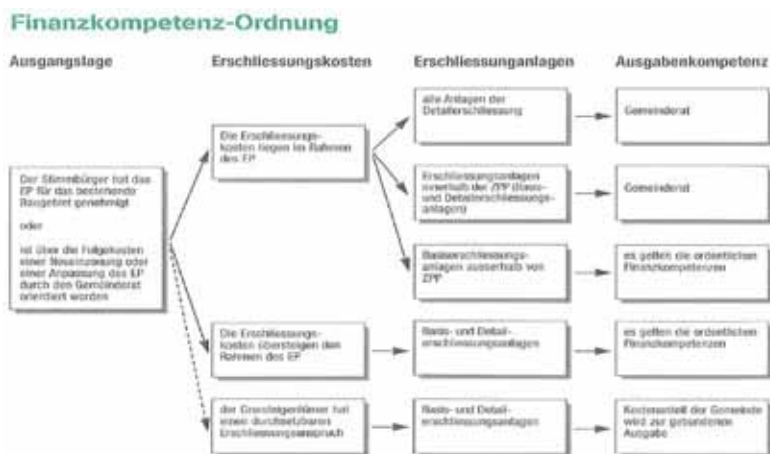 Finanzkompetenz-Ordnung
Ausgangslage
Erschliessungskosten
Erschliessunganlagen
Ausgabenkompetenz
Der Stimmbürger hat das
EP für das bestehende
Baugebiet genehmigt
oder
ist über die Folgekosten
einer Neueinzonung oder
einer Anpassung des EP
durch den Gemeinderat
orientiert worden
Die Erschliessungs-
kosten liegen im Rahmen
des EP
alle Anlagen der
Detailerschliessung
Gemeinderat
Erschliessunganlagen
innerhalb der ZPP (Basis-
und Detailerschliessungs-
anlagen)
Gemeinderat
Basiserschliessungs-
anlagen ausserhalb von
ZPP
es gelten die ordentlichen
Finanzkompetenzen
Die Erschliessungs-
kosten übersteigen den
Rahmen des EP
Basis- und Detail-
erschliessungsanlagen
es gelten die ordentlichen
Finanzkompetenzen
der Grundeigentümer hat
einen durchsetzbaren
Erschliessungsanspruch
Basis- und Detail-
erschliessungsanlagen
Kostenanteil der Gemeinde
wird zur gebundenen
Ausgabe